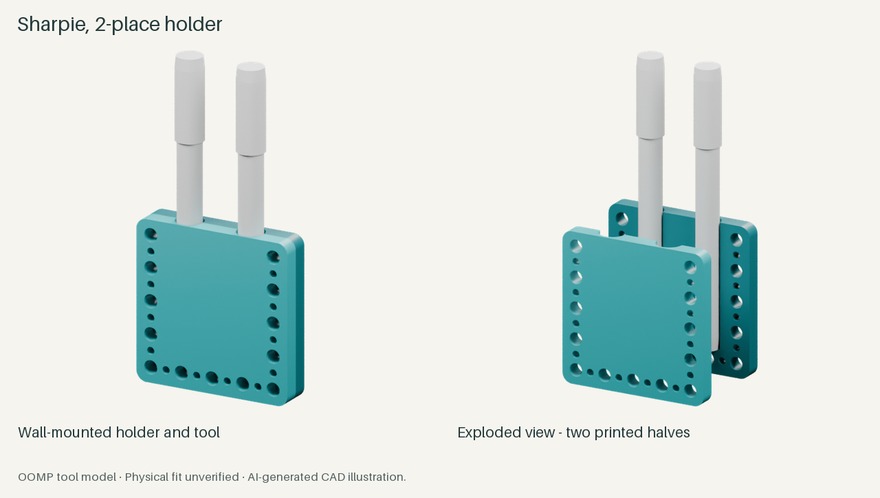 Sharpie, 2-place holder
Wall-mounted holder and tool
Exploded view - two printed halves
OOMP tool model · Physical fit unverified · AI-generated CAD illustration.